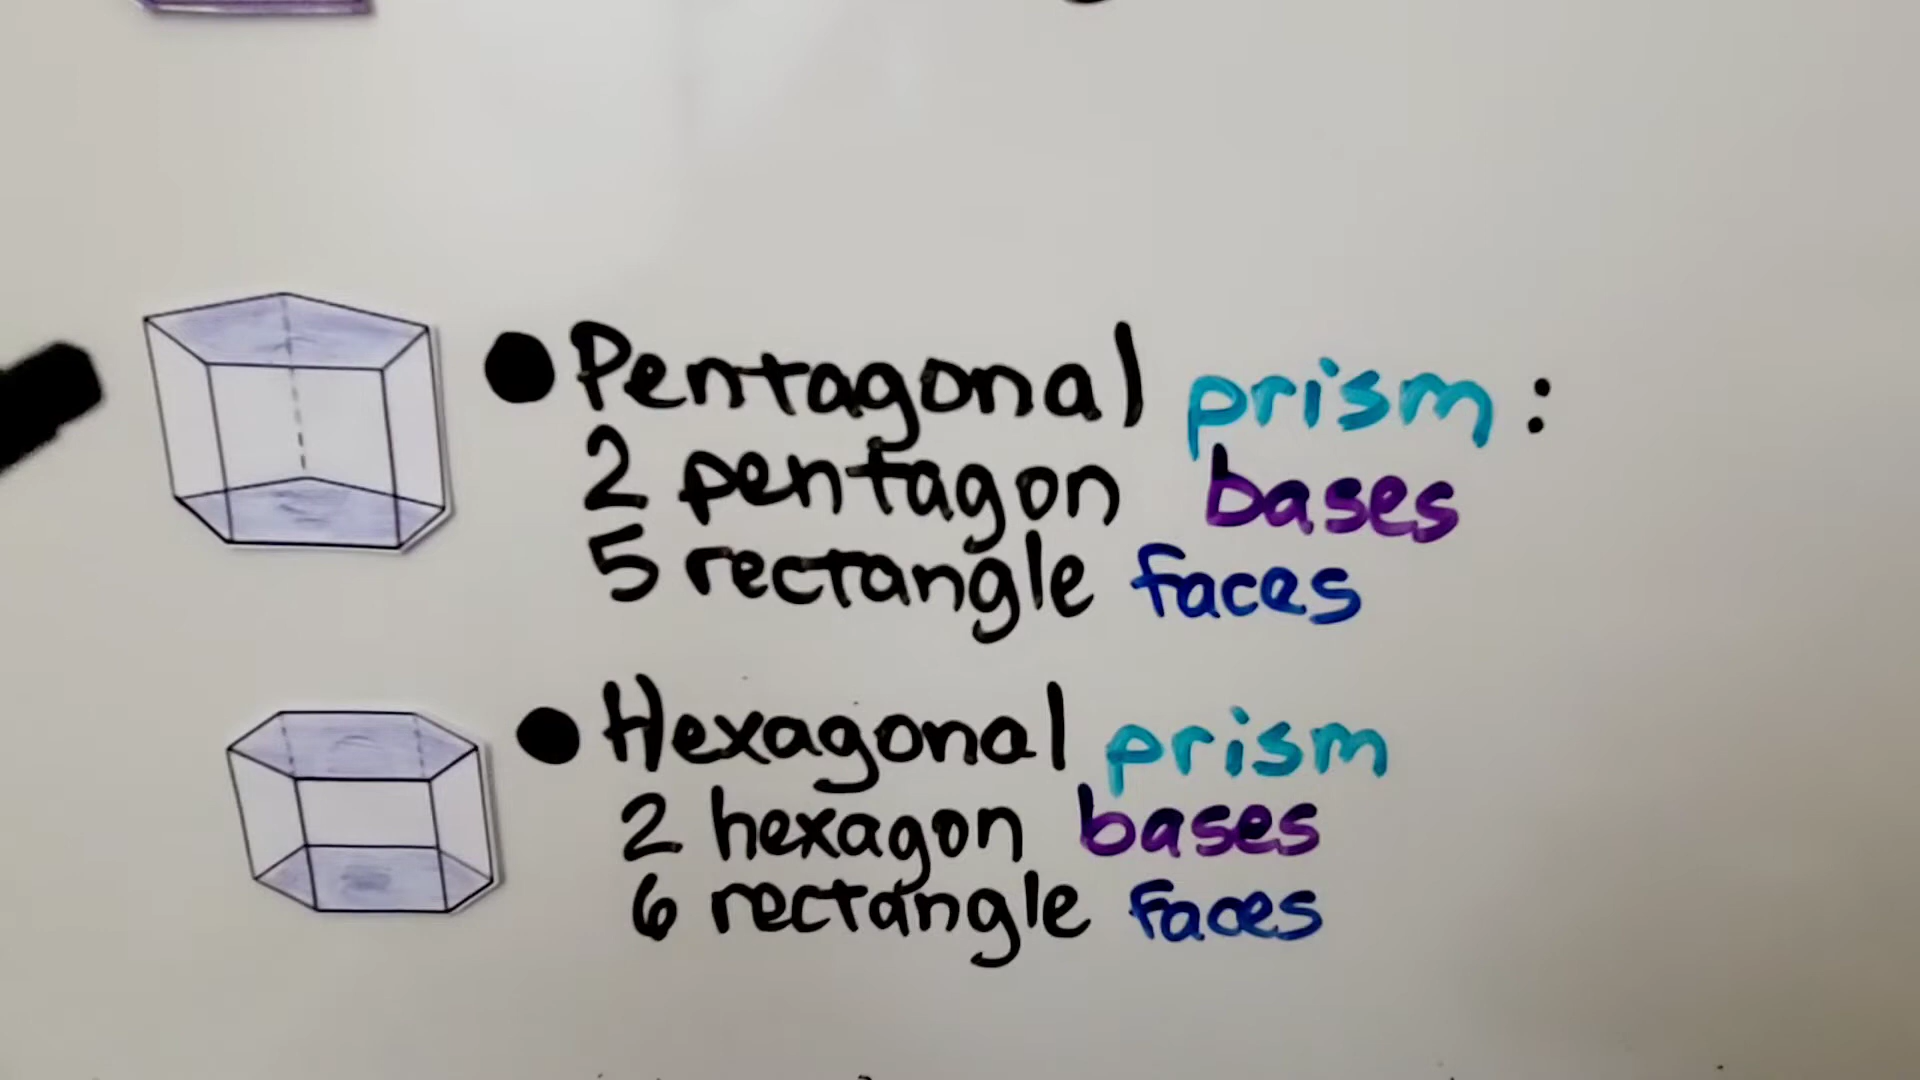 ● Pentagonal prism:
2 pentagon bases
5 rectangle faces
● Hexagonal prism
2 hexagon bases
6 rectangle faces